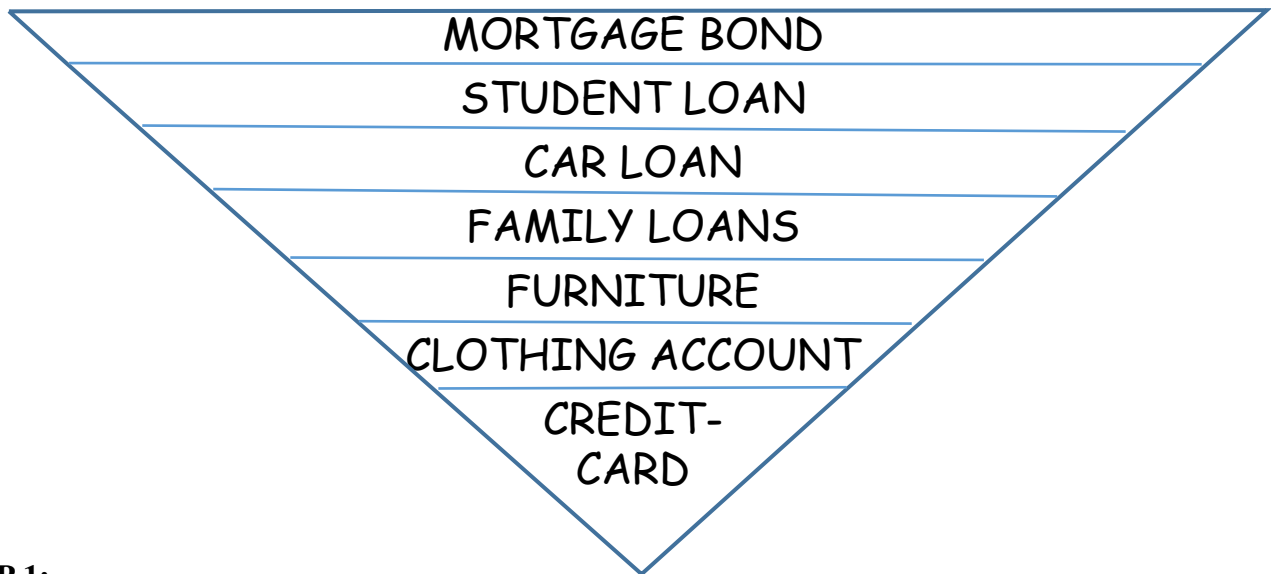 MORTGAGE BOND
STUDENT LOAN
CAR LOAN
FAMILY LOANS
FURNITURE
CLOTHING ACCOUNT
CREDIT-
CARD